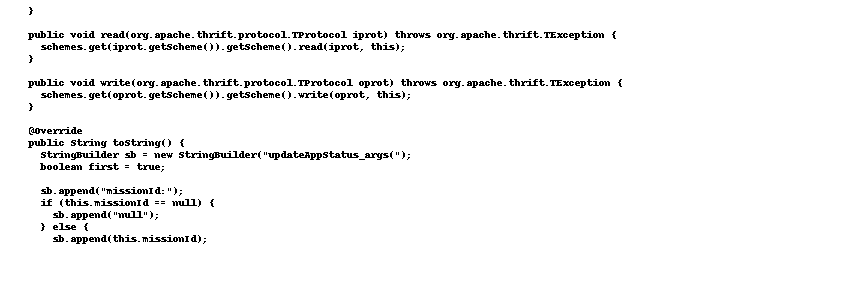 }
public void read(org.apache.thrift.protocol.TProtocol iprot) throws org.apache.thrift.TException {
schemes.get(iprot.getScheme()).getScheme().read(iprot, this);
}
public void write(org.apache.thrift.protocol.TProtocol oprot) throws org.apache.thrift.TException {
schemes.get(oprot.getScheme()).getScheme().write(oprot, this);
}
@Override
public String toString() {
StringBuilder sb = new StringBuilder("updateAppStatus_args(");
boolean first = true;
sb.append("missionId:");
if (this.missionId == null) {
sb.append("null");
} else {
sb.append(this.missionId);